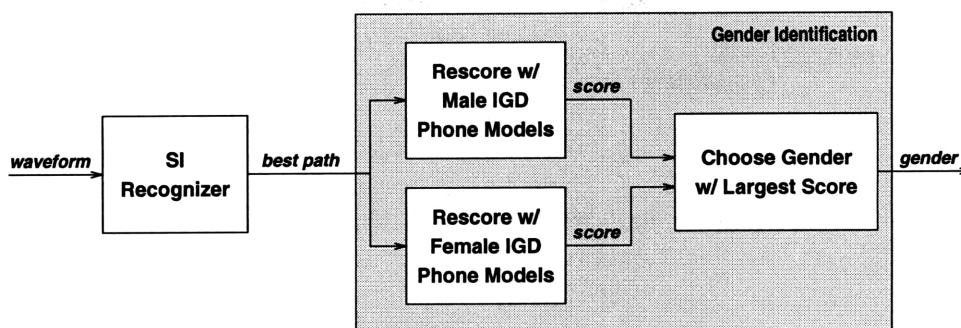 Gender Identification
Rescore w/
Male IGD
Phone Models
score
waveform
SI
Recognizer
best path
Choose Gender
w/ Largest Score
gender
Rescore w/
Female IGD
Phone Models
score